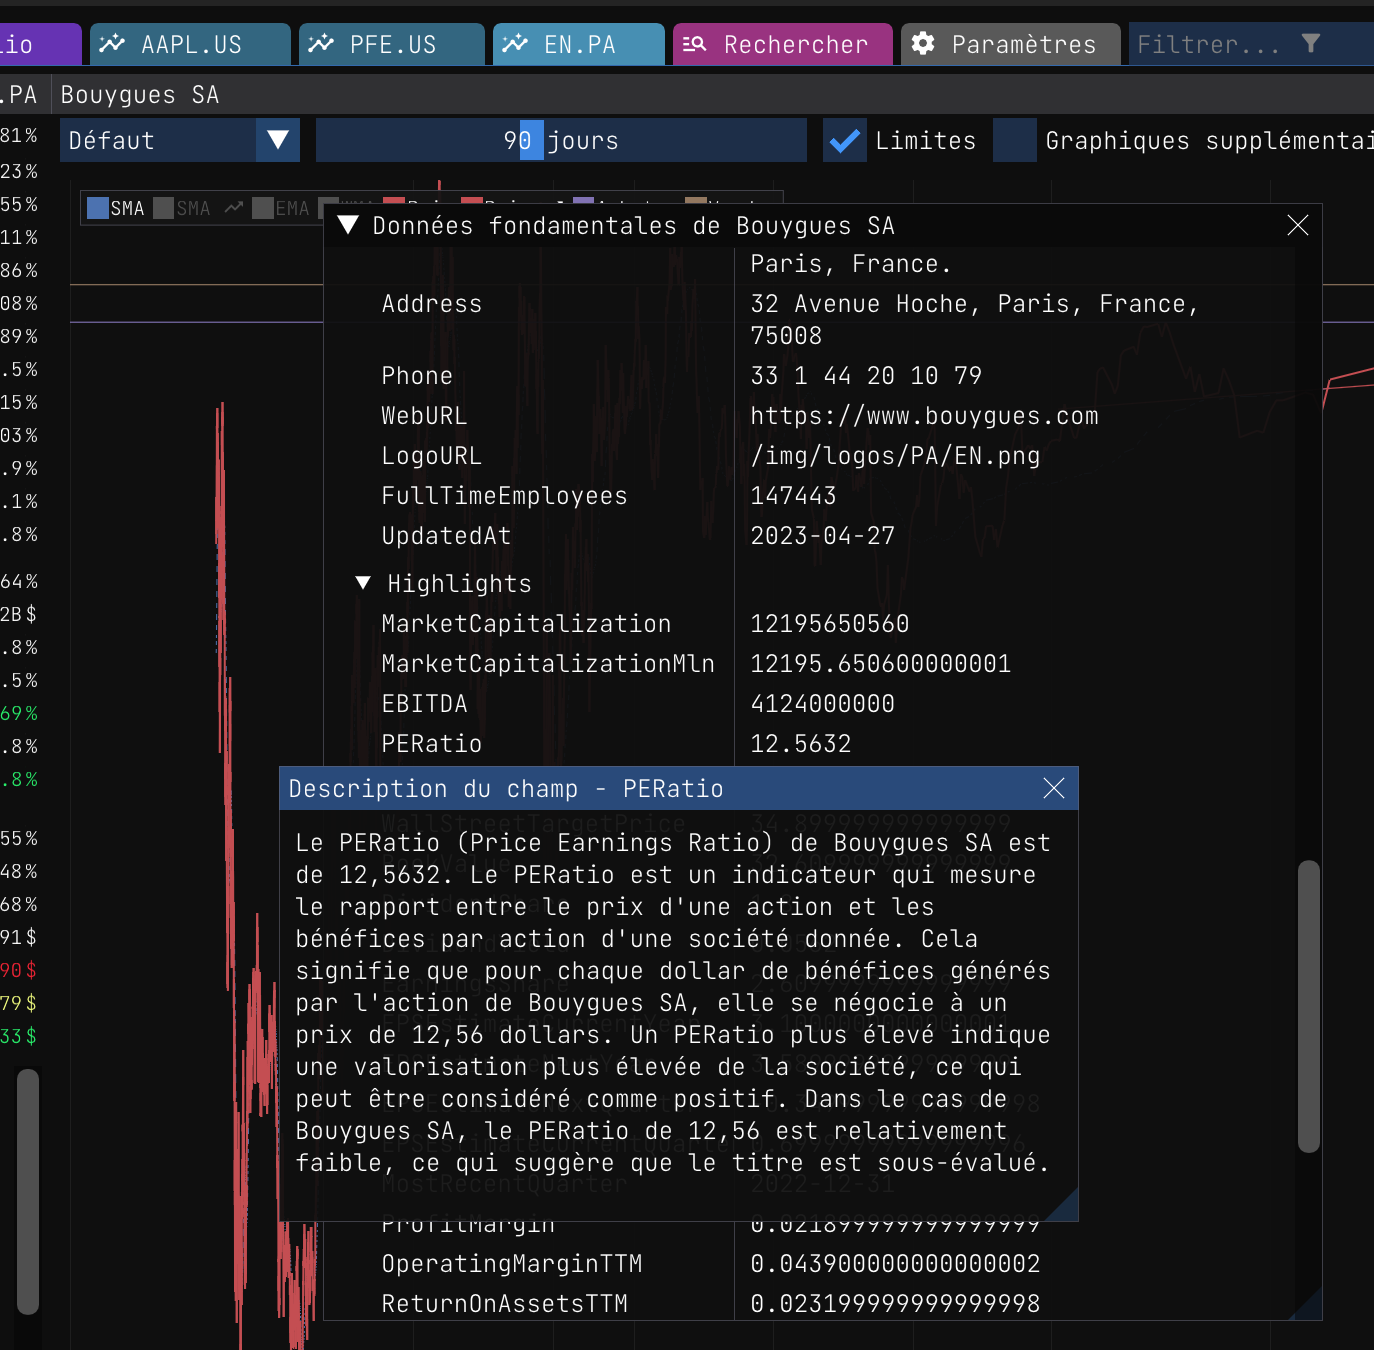 io
AAPL.US
PFE.US
EN.PA
Rechercher
Paramètres
Filtrer...
.PA
Bouygues SA
81%
23%
55%
11%
86%
08%
89%
.5%
15%
03%
.9%
.1%
.8%
64%
2B$
.8%
.5%
69%
.8%
.8%
55%
48%
68%
91$
90$
79$
33$
Défaut
90 jours
Limites
Graphiques supplémentai
SMA
SMA
EMA
Données fondamentales de Bouygues SA
Paris, France.
Address
32 Avenue Hoche, Paris, France,
75008
Phone
33 1 44 20 10 79
WebURL
https://www.bouygues.com
LogoURL
/img/logos/PA/EN.png
FullTimeEmployees
147443
UpdatedAt
2023-04-27
Highlights
MarketCapitalization
12195650560
MarketCapitalizationMln
12195.650600000001
EBITDA
4124000000
PERatio
12.5632
Description du champ - PERatio
WallStreetTargetPrice
34.899999999999999
Le PERatio (Price Earnings Ratio) de Bouygues SA est
de 12,5632. Le PERatio est un indicateur qui mesure
le rapport entre le prix d'une action et les
bénéfices par action d'une société donnée. Cela
signifie que pour chaque dollar de bénéfices générés
par l'action de Bouygues SA, elle se négocie à un
prix de 12,56 dollars. Un PERatio plus élevé indique
une valorisation plus élevée de la société, ce qui
peut être considéré comme positif. Dans le cas de
Bouygues SA, le PERatio de 12,56 est relativement
faible, ce qui suggère que le titre est sous-évalué.
MostRecentQuarter
2022-12-31
ProfitMargin
0.021899999999999999
OperatingMarginTTM
0.043900000000000002
ReturnOnAssetsTTM
0.023199999999999998